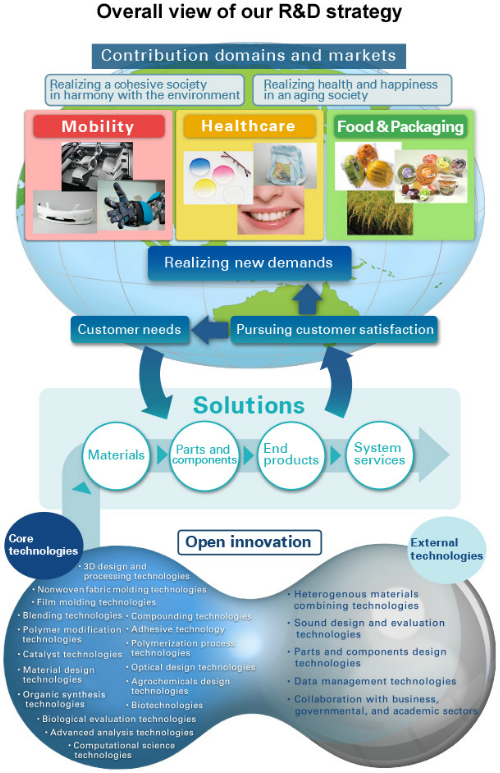 Overall view of our R&D strategy
Contribution domains and markets
Realizing a cohesive society
in harmony with the environment
Realizing health and happiness
in an aging society
Mobility
Healthcare
Food & Packaging
Realizing new demands
Customer needs
Pursuing customer satisfaction
Solutions
Materials
Parts and
components
End
products
System
services
Core
technologies
Open innovation
External
technologies
・3D design and
processing technologies
・Nonwoven fabric molding technologies
・Film molding technologies
・Blending technologies
・Polymer modification
technologies
・Catalyst technologies
・Material design
technologies
・Organic synthesis
technologies
・Compounding technologies
・Adhesive technology
・Polymerization process
technologies
・Optical design technologies
・Agrochemicals design
technologies
・Biotechnologies
・Biological evaluation technologies
・Advanced analysis technologies
・Computational science
technologies
・Heterogenous materials
combining technologies
・Sound design and evaluation
technologies
・Parts and components design
technologies
・Data management technologies
・Collaboration with business,
governmental, and academic sectors